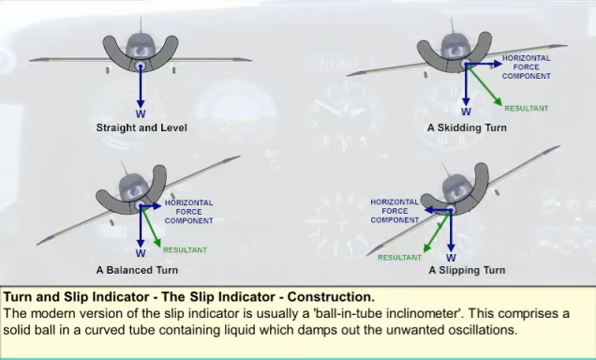 W
Straight and Level
HORIZONTAL
FORCE
COMPONENT
W
RESULTANT
A Skidding Turn
HORIZONTAL
FORCE
COMPONENT
W
RESULTANT
A Balanced Turn
HORIZONTAL
FORCE
COMPONENT
RESULTANT
W
A Slipping Turn
Turn and Slip Indicator - The Slip Indicator - Construction.
The modern version of the slip indicator is usually a 'ball-in-tube inclinometer'. This comprises a
solid ball in a curved tube containing liquid which damps out the unwanted oscillations.